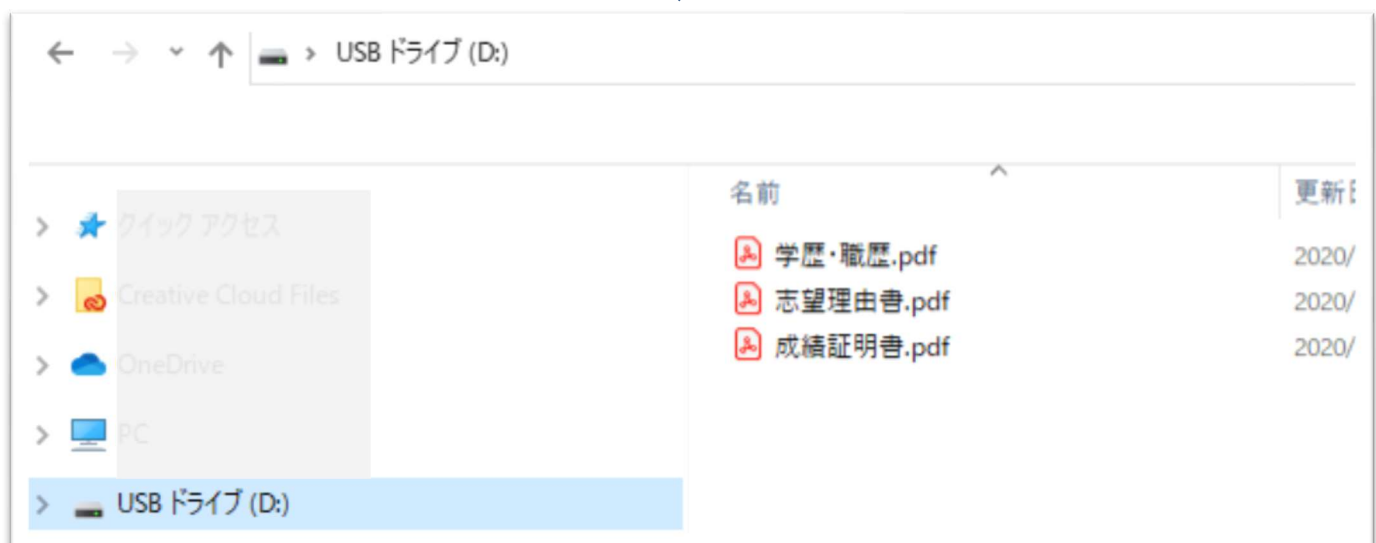 USB ドライブ (D:)
名前
更新日
クイック アクセス
Creative Cloud Files
OneDrive
PC
USB ドライブ (D:)
学歴・職歴.pdf
2020/
志望理由書.pdf
2020/
成績証明書.pdf
2020/